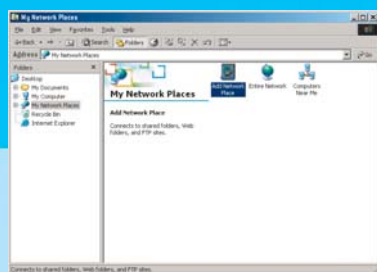 My Network Places
File Edit View Favorites Tools Help
Back Search Folders
Address My Network Places Go
Folders
Desktop
My Documents
My Computer
My Network Places
Recycle Bin
Internet Explorer
My Network Places
Add Network Place
Connects to shared folders, Web
folders, and FTP sites.
Add Network
Place
Entire Network
Computers
Near Me
Connects to shared folders, Web folders, and FTP sites.